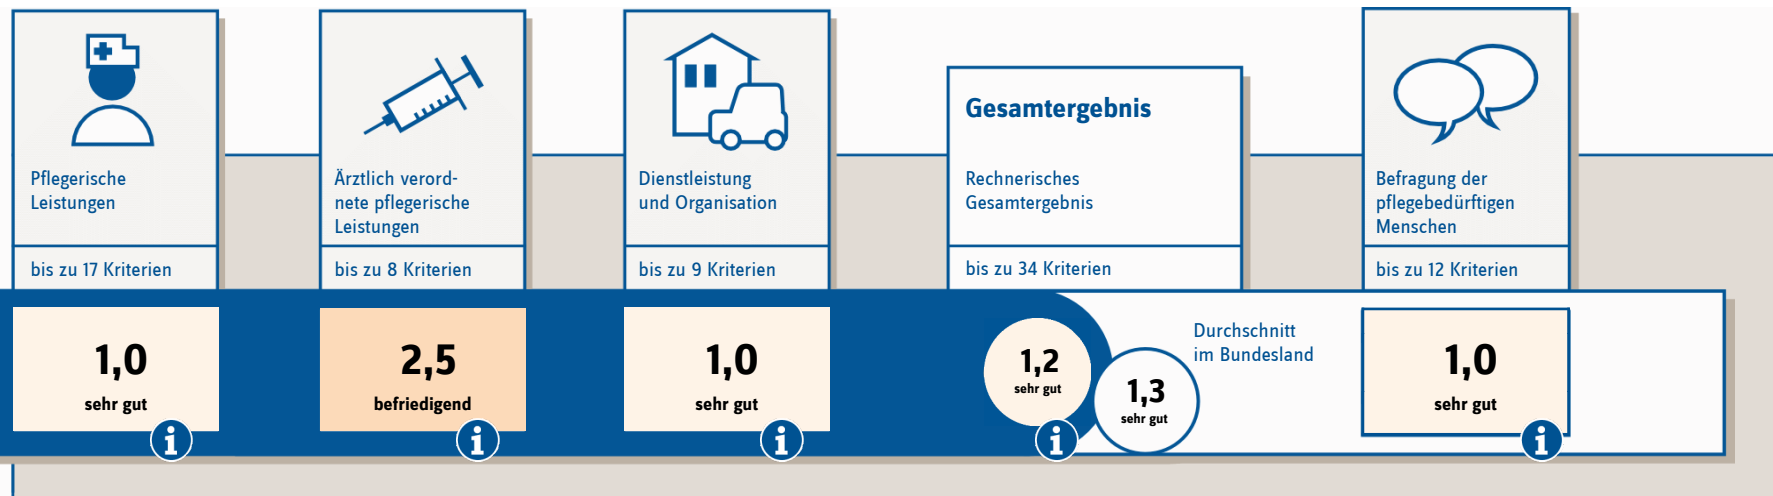 Pflegerische
Leistungen
bis zu 17 Kriterien
1,0
sehr gut
i
Ärztlich verord-
nete pflegerische
Leistungen
bis zu 8 Kriterien
2,5
befriedigend
i
Dienstleistung
und Organisation
bis zu 9 Kriterien
1,0
sehr gut
i
Gesamtergebnis
Rechnerisches
Gesamtergebnis
bis zu 34 Kriterien
1,2
sehr gut
i
Durchschnitt
im Bundesland
1,3
sehr gut
Befragung der
pflegebedürftigen
Menschen
bis zu 12 Kriterien
1,0
sehr gut
i